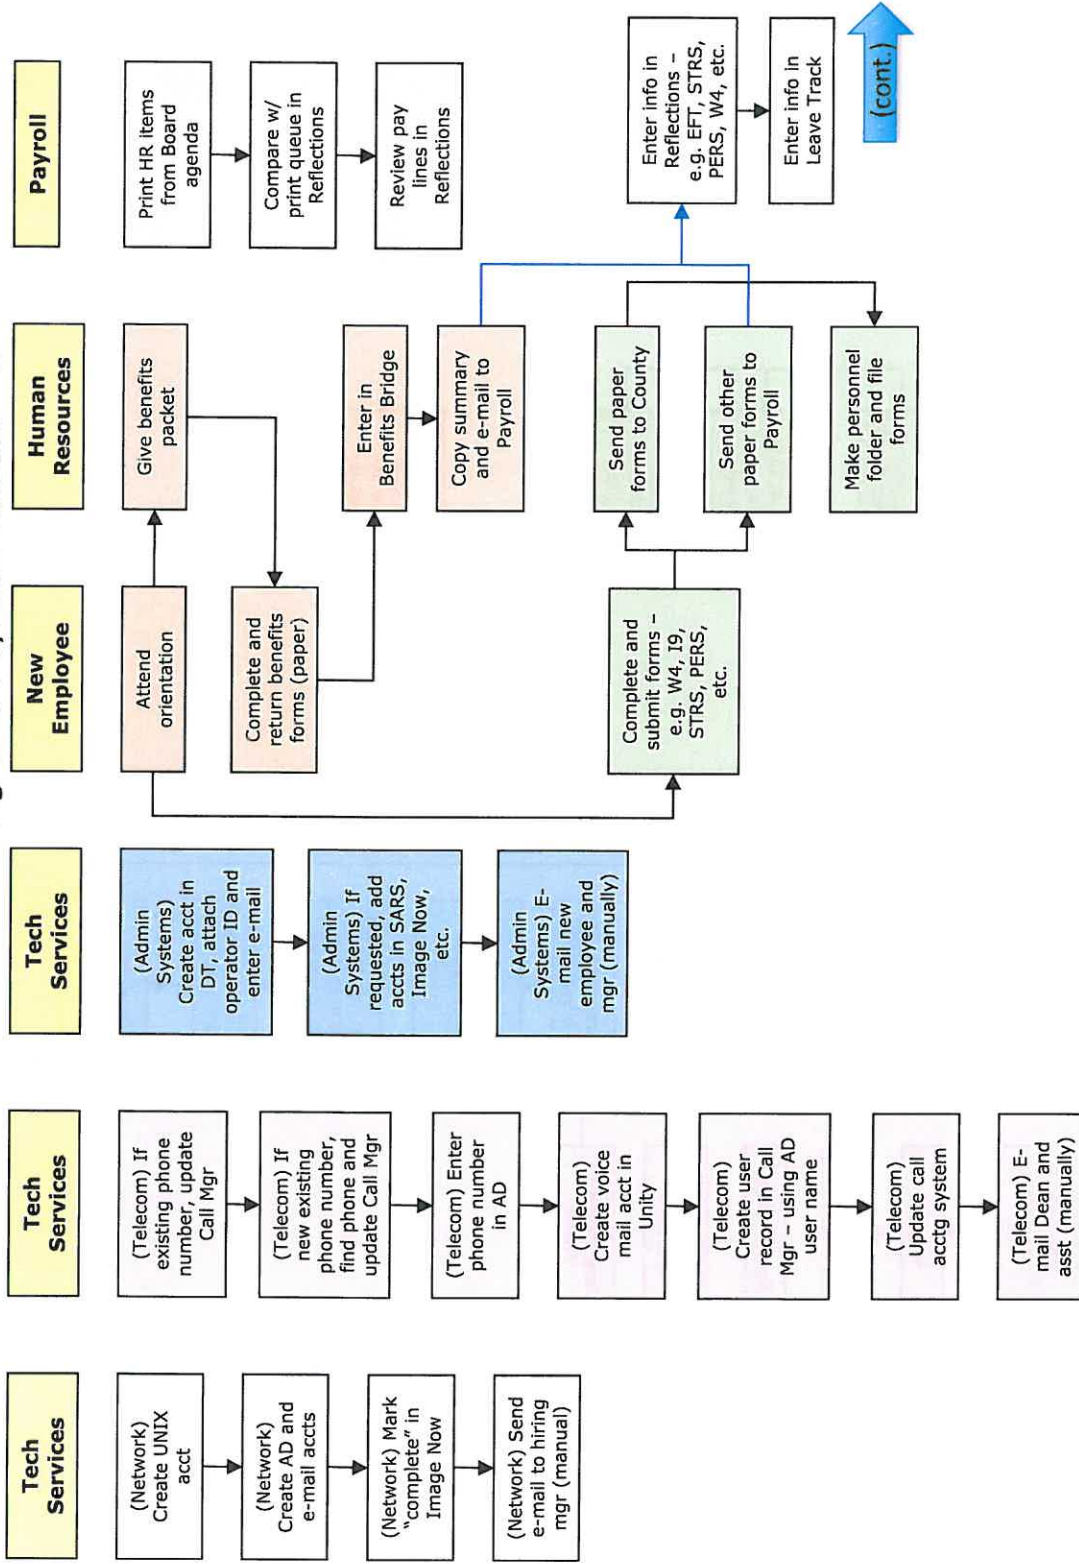 Tech
Services
(Network)
Create UNIX
acct
(Network)
Create AD and
e-mail accts
(Network) Mark
“complete” in
Image Now
(Network) Send
e-mail to hiring
mgr (manual)
Tech
Services
(Telecom) If
existing phone
number, update
Call Mgr
(Telecom) If
new existing
phone number,
find phone and
update Call Mgr
(Telecom) Enter
phone number
in AD
(Telecom)
Create voice
mail acct in
Unity
(Telecom)
Create user
record in Call
Mgr – using AD
user name
(Telecom)
Update call
acctg system
(Telecom) E-
mail Dean and
asst (manually)
Tech
Services
(Admin
Systems)
Create acct in
DT, attach
operator ID and
enter e-mail
(Admin
Systems) If
requested, add
accts in SARS,
Image Now,
etc.
(Admin
Systems) E-
mail new
employee and
mgr (manually)
New
Employee
Attend
orientation
Complete and
return benefits
forms (paper)
Complete and
submit forms –
e.g. W4, I9,
STRS, PERS,
etc.
Human
Resources
Give benefits
packet
Enter in
Benefits Bridge
Copy summary
and e-mail to
Payroll
Send paper
forms to County
Send other
paper forms to
Payroll
Make personnel
folder and file
forms
Payroll
Print HR items
from Board
agenda
Compare w/
print queue in
Reflections
Review pay
lines in
Reflections
Enter info in
Reflections –
e.g. EFT, STRS,
PERS, W4, etc.
Enter info in
Leave Track
(cont.)